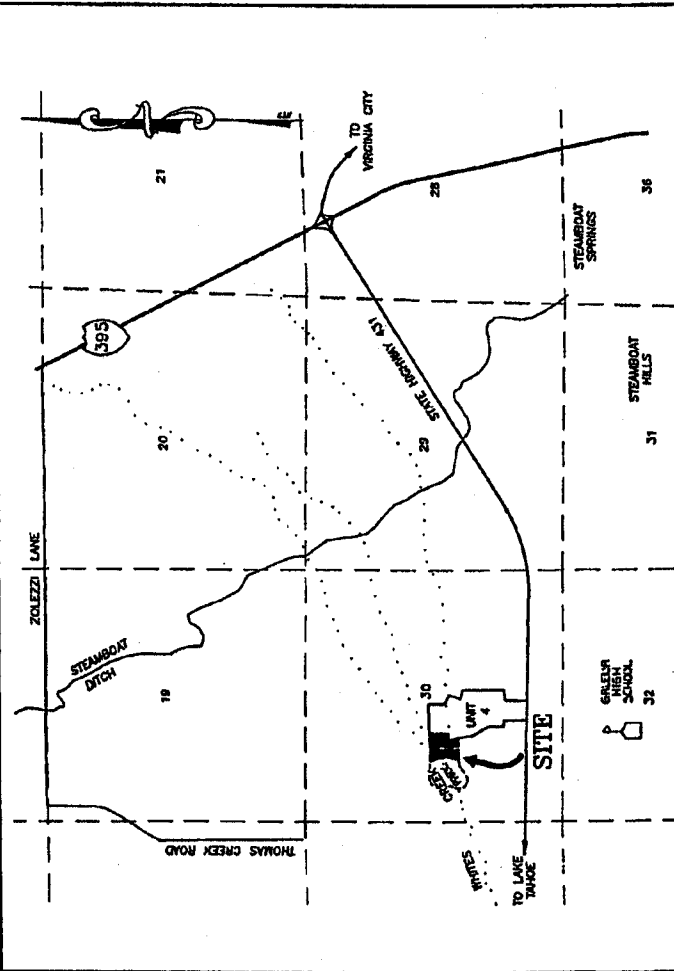 21
TO
VIRGINIA CITY
395
28
36
STEAMBOAT
SPRINGS
ZOLEZZI LANE
20
STATE HIGHWAY 431
29
STEAMBOAT
HILLS
31
STEAMBOAT
DITCH
19
30
UNIT
4
CREEK
PARK
SITE
HIGH
SCHOOL
32
THOMAS CREEK ROAD
WHITES
TO LAKE
TAHOE